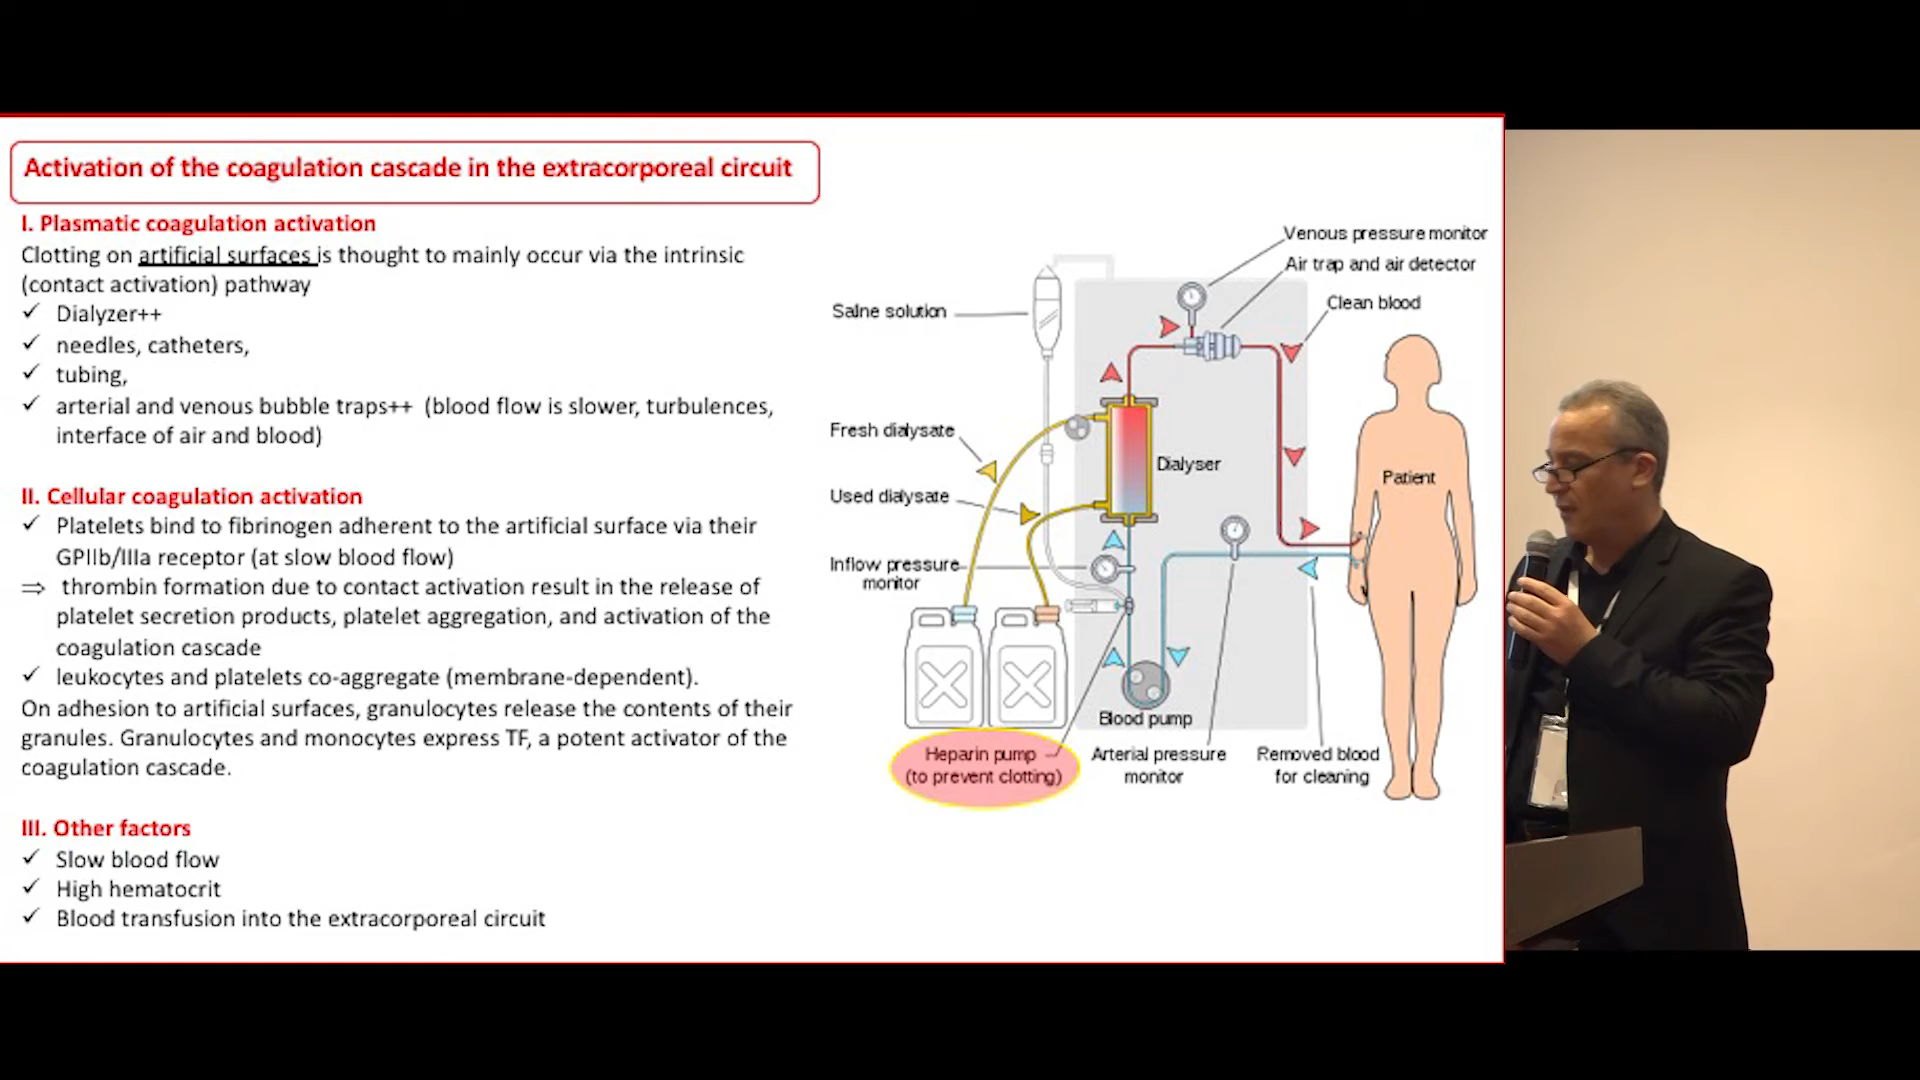 Activation of the coagulation cascade in the extracorporeal circuit
I. Plasmatic coagulation activation
Clotting on artificial surfaces is thought to mainly occur via the intrinsic
(contact activation) pathway
✓ Dialyzer++
✓ needles, catheters,
✓ tubing,
✓ arterial and venous bubble traps++ (blood flow is slower, turbulences,
interface of air and blood)
II. Cellular coagulation activation
✓ Platelets bind to fibrinogen adherent to the artificial surface via their
GPIIb/IIIa receptor (at slow blood flow)
⇒ thrombin formation due to contact activation result in the release of
platelet secretion products, platelet aggregation, and activation of the
coagulation cascade
✓ leukocytes and platelets co-aggregate (membrane-dependent).
On adhesion to artificial surfaces, granulocytes release the contents of their
granules. Granulocytes and monocytes express TF, a potent activator of the
coagulation cascade.
III. Other factors
✓ Slow blood flow
✓ High hematocrit
✓ Blood transfusion into the extracorporeal circuit
Venous pressure monitor
Air trap and air detector
Clean blood
Salne solution
Fresh dialysate
Dialyser
Patient
Used dialysate
Inflow pressure
monitor
Blood pump
Heparin pump
(to prevent clotting)
Arterial pressure
monitor
Removed blood
for cleaning